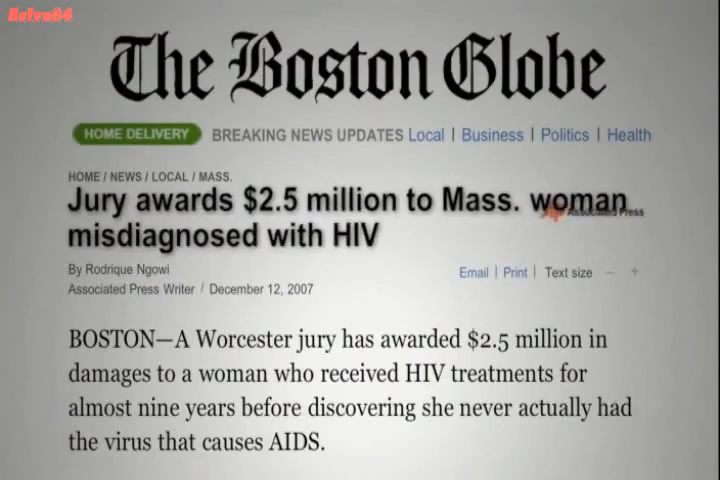 Hetvn84
The Boston Globe
HOME DELIVERY BREAKING NEWS UPDATES Local | Business | Politics | Health
HOME / NEWS / LOCAL / MASS.
Jury awards $2.5 million to Mass. woman
Associated Press
misdiagnosed with HIV
By Rodrique Ngowi
Email | Print | Text size – +
Associated Press Writer / December 12, 2007
BOSTON—A Worcester jury has awarded $2.5 million in
damages to a woman who received HIV treatments for
almost nine years before discovering she never actually had
the virus that causes AIDS.